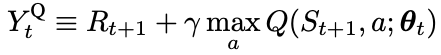 Y_t^Q ≡ R_{t+1} + γ max_a Q(S_{t+1}, a; θ_t)